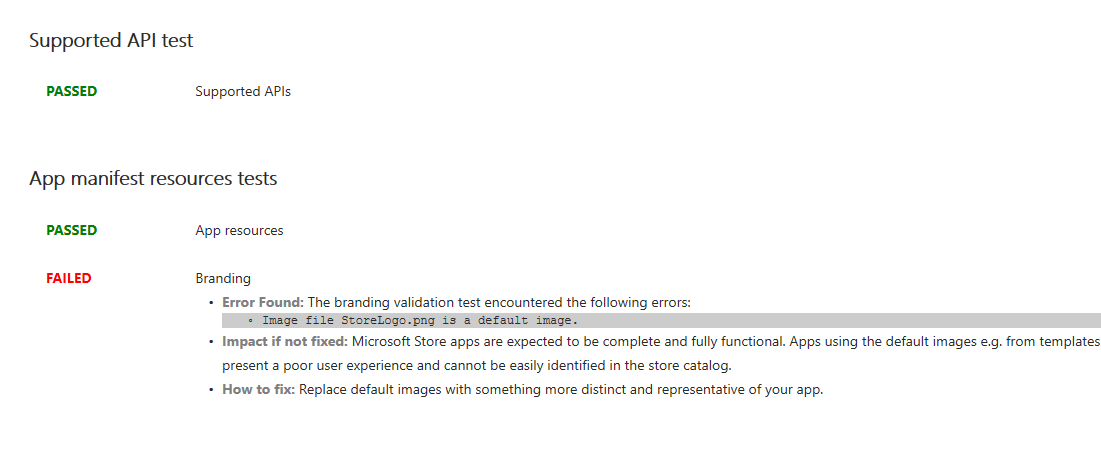 Supported API test
PASSED Supported APIs
App manifest resources tests
PASSED App resources
FAILED Branding
• Error Found: The branding validation test encountered the following errors:
◦ Image file StoreLogo.png is a default image.
• Impact if not fixed: Microsoft Store apps are expected to be complete and fully functional. Apps using the default images e.g. from templates
present a poor user experience and cannot be easily identified in the store catalog.
• How to fix: Replace default images with something more distinct and representative of your app.